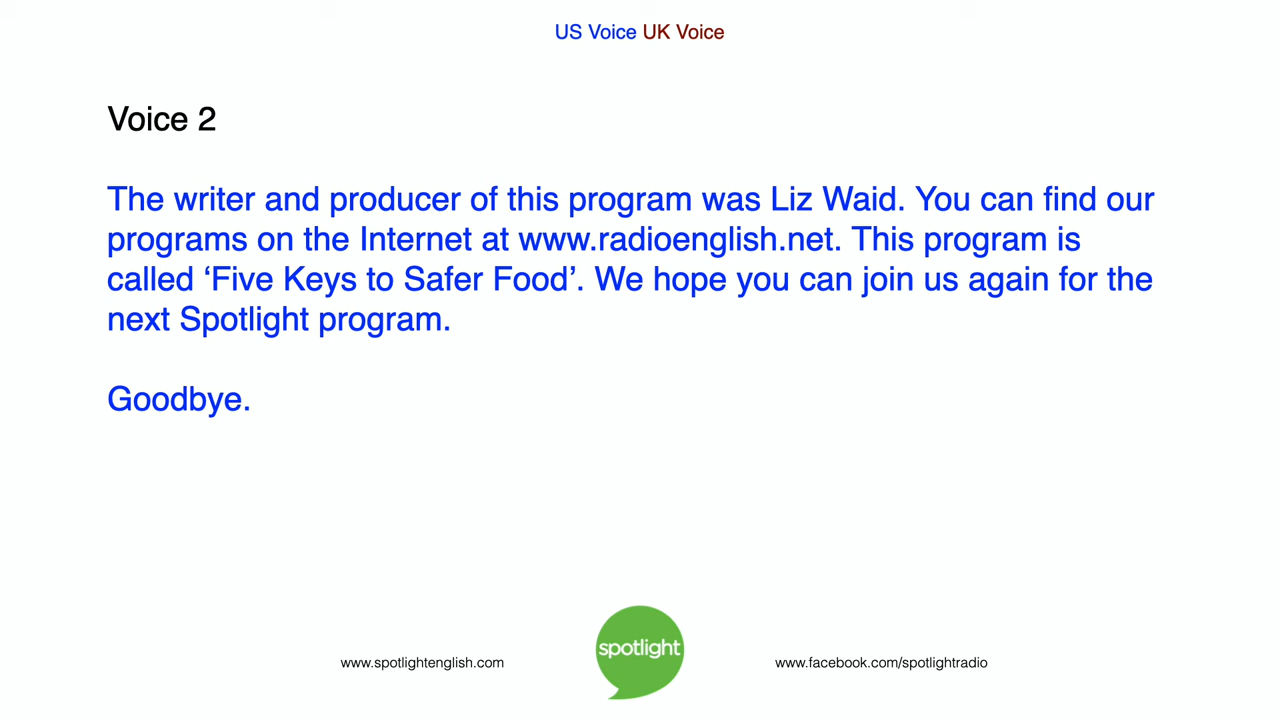 US Voice UK Voice
Voice 2
The writer and producer of this program was Liz Waid. You can find our
programs on the Internet at www.radioenglish.net. This program is
called ‘Five Keys to Safer Food’. We hope you can join us again for the
next Spotlight program.
Goodbye.
www.spotlightenglish.com
spotlight
www.facebook.com/spotlightradio